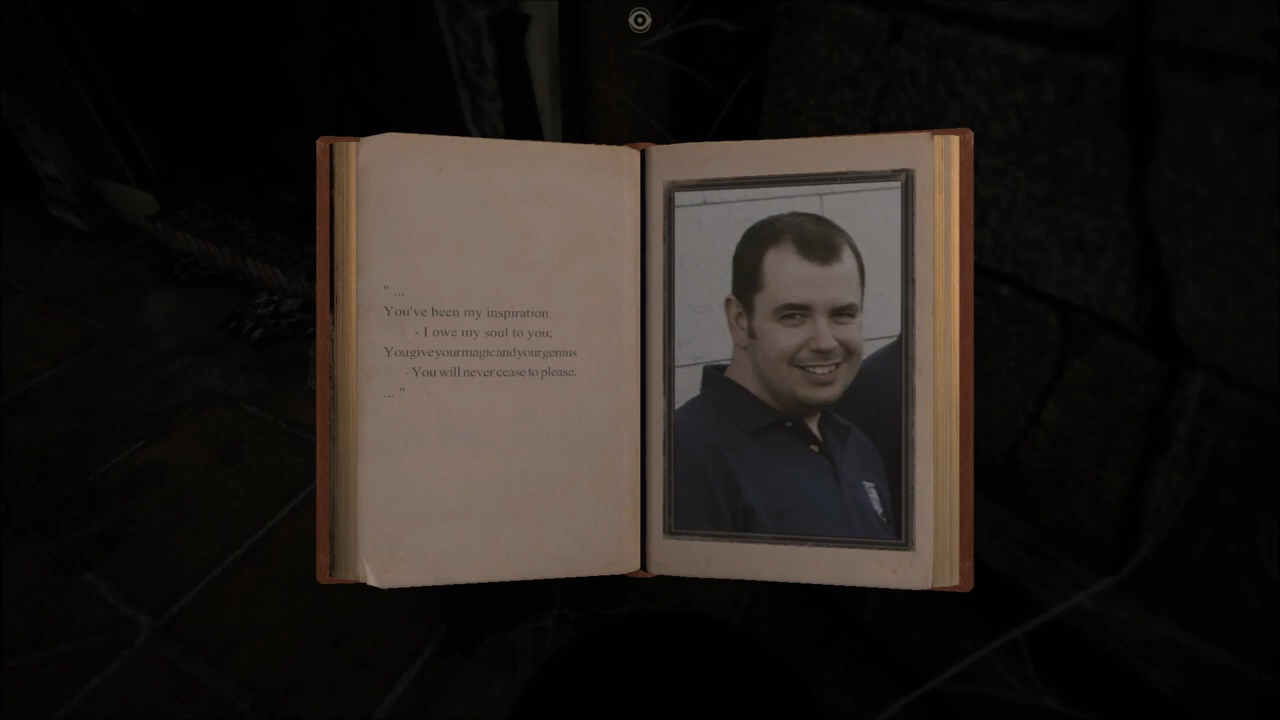 " ...
You've been my inspiration
- I owe my soul to you;
Yougiveyourmagicandyourgenius
- You will never cease to please.
... "